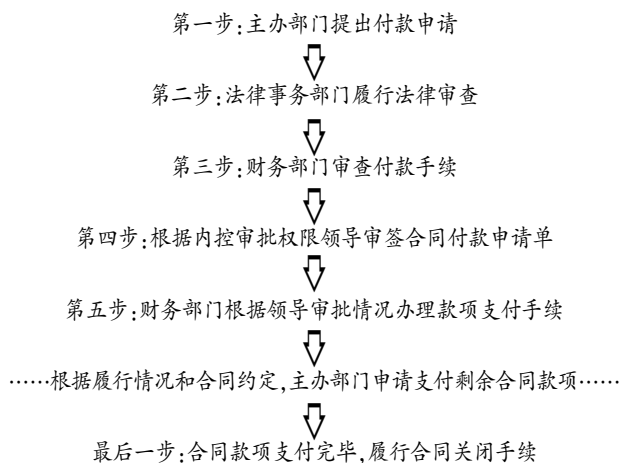 第一步:主办部门提出付款申请
第二步:法律事务部门履行法律审查
第三步:财务部门审查付款手续
第四步:根据内控审批权限领导审签合同付款申请单
第五步:财务部门根据领导审批情况办理款项支付手续
……根据履行情况和合同约定,主办部门申请支付剩余合同款项……
最后一步:合同款项支付完毕,履行合同关闭手续